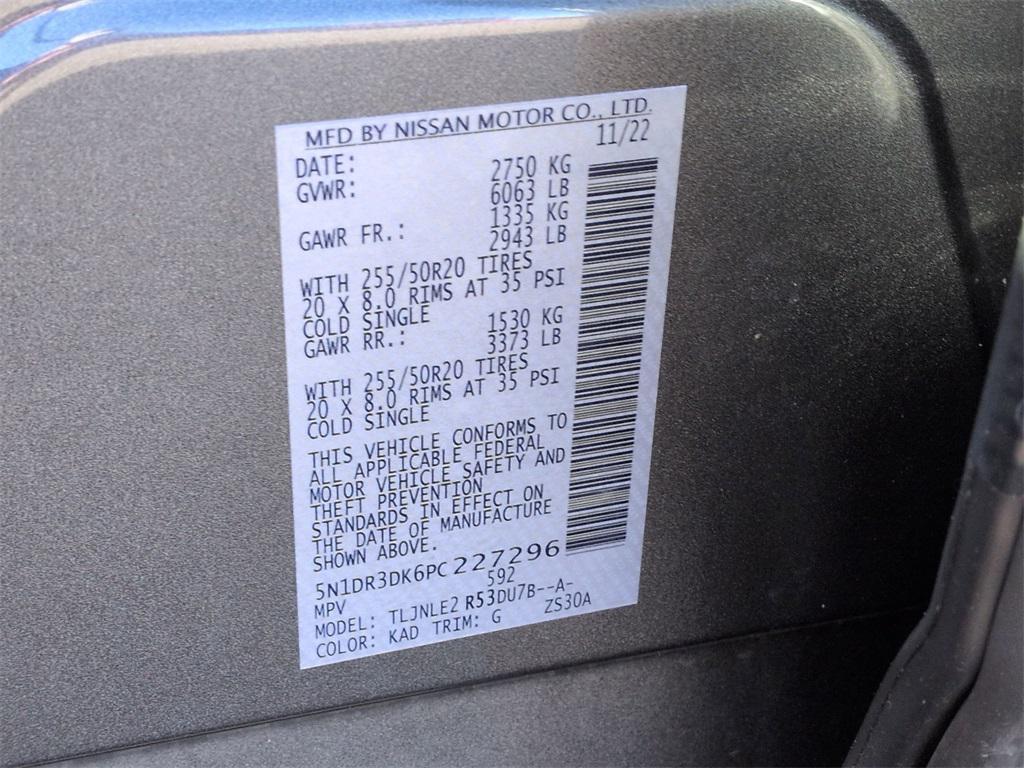 MFD BY NISSAN MOTOR CO., LTD.
DATE: 11/22
GVWR: 2750 KG
6063 LB
GAWR FR.: 1335 KG
2943 LB
WITH 255/50R20 TIRES
20 X 8.0 RIMS AT 35 PSI
COLD SINGLE
GAWR RR.: 1530 KG
3373 LB
WITH 255/50R20 TIRES
20 X 8.0 RIMS AT 35 PSI
COLD SINGLE
THIS VEHICLE CONFORMS TO
ALL APPLICABLE FEDERAL
MOTOR VEHICLE SAFETY AND
THEFT PREVENTION
STANDARDS IN EFFECT ON
THE DATE OF MANUFACTURE
SHOWN ABOVE.
5N1DR3DK6PC227296
MPV 592
MODEL: TLJNLE2 R53DU7B--A-
COLOR: KAD TRIM: G ZS30A